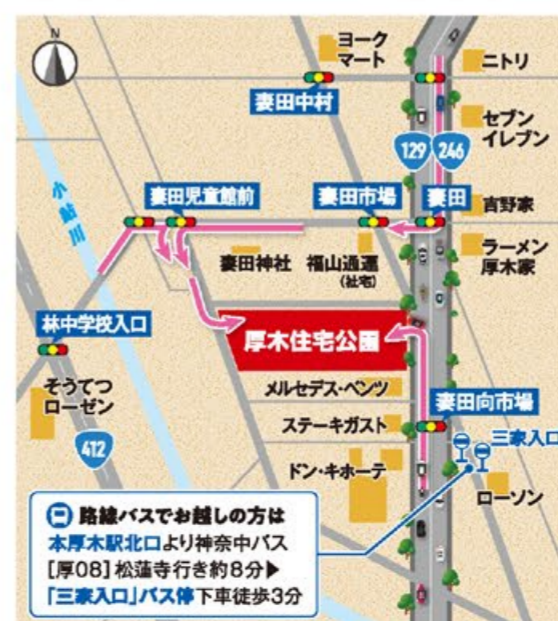 N
ヨーク
マート
ニトリ
妻田中村
セブン
イレブン
129
246
小鮎川
妻田児童館前
妻田市場
妻田
吉野家
妻田神社
福山通運
(社宅)
ラーメン
厚木家
林中学校入口
厚木住宅公園
そうてつ
ローゼン
メルセデス・ベンツ
妻田向市場
ステーキガスト
三家入口
412
ドン・キホーテ
ローソン
路線バスでお越しの方は
本厚木駅北口より神奈中バス
[厚08]松蓮寺行き約8分▶
「三家入口」バス停下車徒歩3分